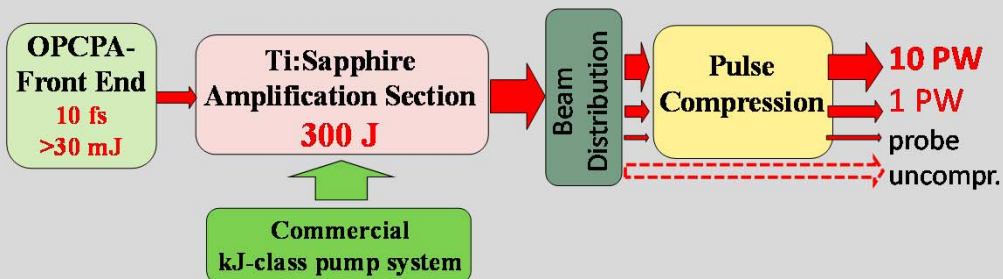 OPCPA-
Front End
10 fs
>30 mJ
Ti:Sapphire
Amplification Section
300 J
Commercial
kJ-class pump system
Beam
Distribution
Pulse
Compression
10 PW
1 PW
probe
uncompr.